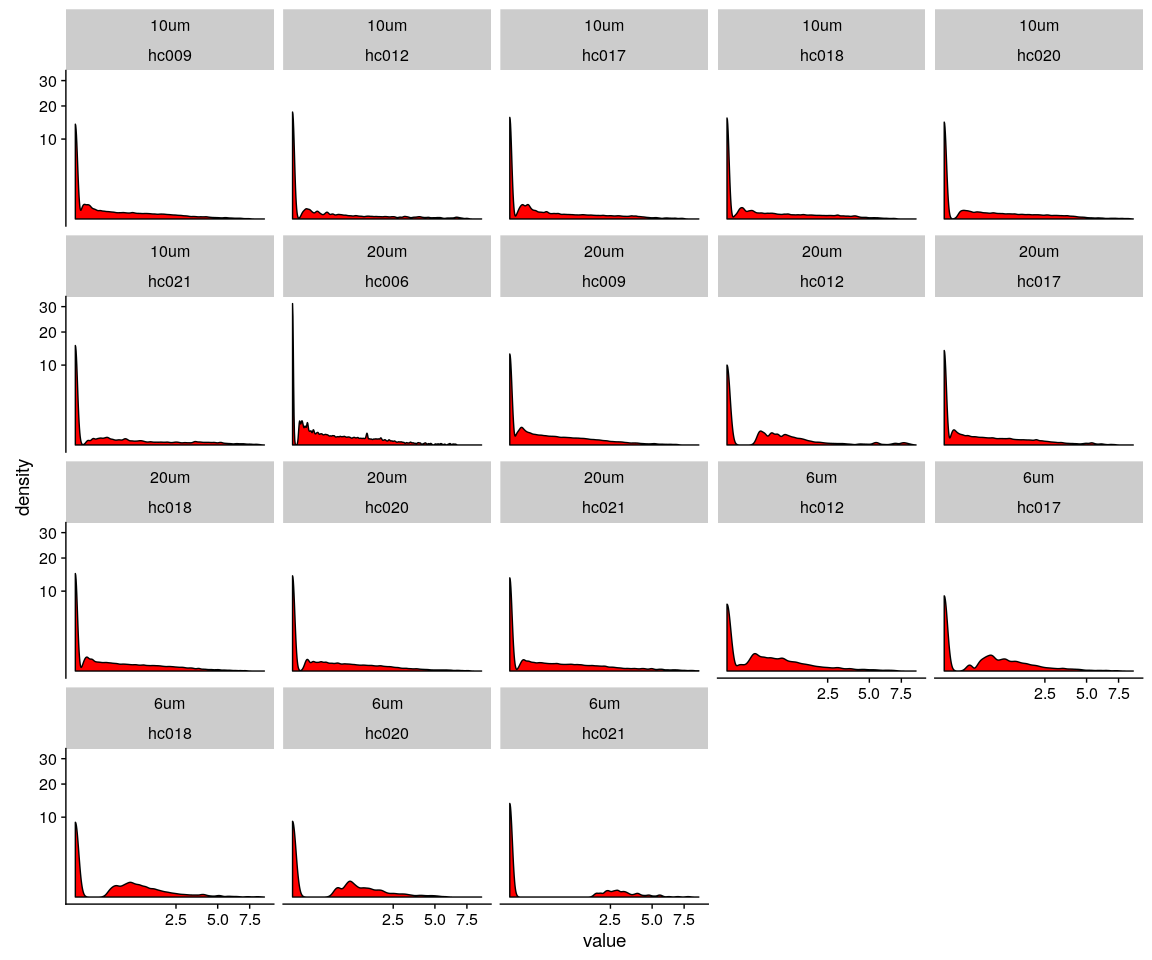 10um 10um 10um 10um 10um
hc009 hc012 hc017 hc018 hc020
30
20
10
10um 20um 20um 20um 20um
hc021 hc006 hc009 hc012 hc017
30
20
10
density
20um 20um 20um 6um 6um
hc018 hc020 hc021 hc012 hc017
30
20
10
2.5 5.0 7.5 2.5 5.0 7.5
6um 6um 6um
hc018 hc020 hc021
30
20
10
2.5 5.0 7.5 2.5 5.0 7.5 2.5 5.0 7.5
value